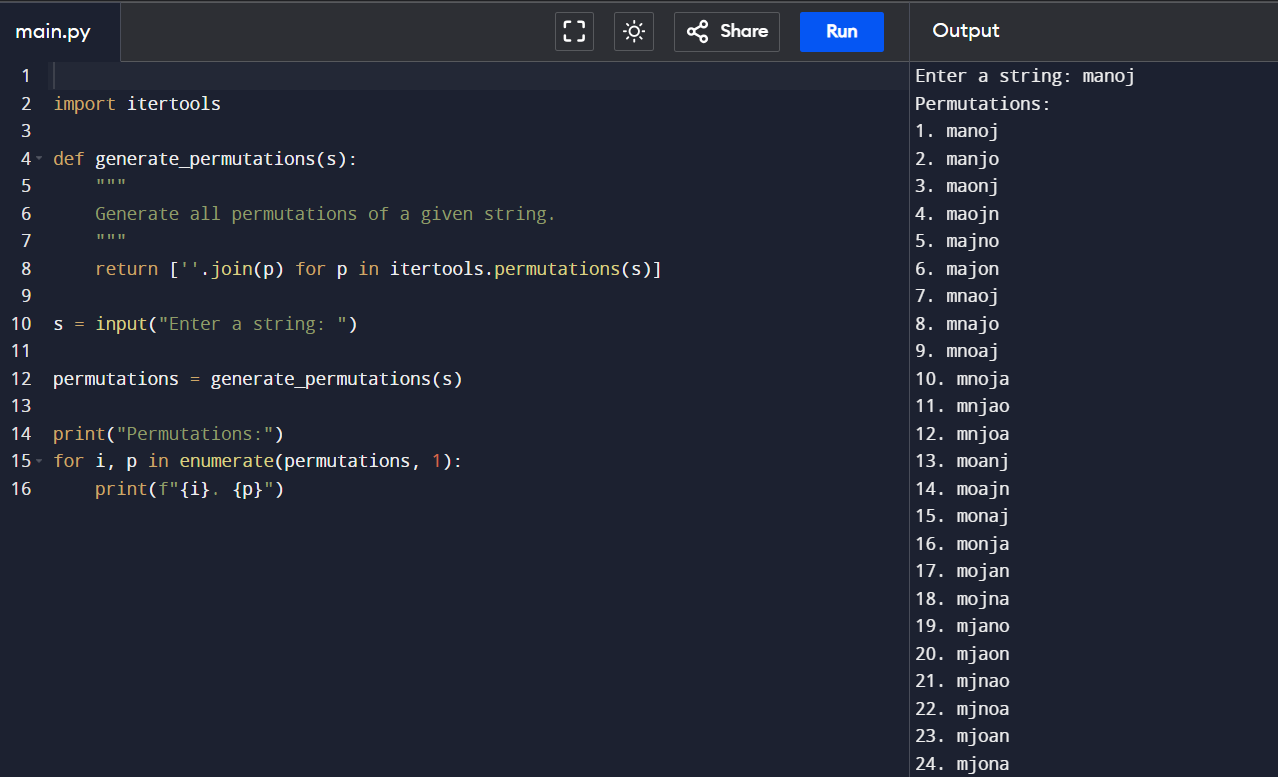 main.py
Share
Run
Output
1
2 import itertools
3
4 def generate_permutations(s):
5     """
6     Generate all permutations of a given string.
7     """
8     return [''.join(p) for p in itertools.permutations(s)]
9
10 s = input("Enter a string: ")
11
12 permutations = generate_permutations(s)
13
14 print("Permutations:")
15 for i, p in enumerate(permutations, 1):
16     print(f"{i}. {p}")
Enter a string: manoj
Permutations:
1. manoj
2. manjo
3. maonj
4. maojn
5. majno
6. majon
7. mnaoj
8. mnajo
9. mnoaj
10. mnoja
11. mnjao
12. mnjoa
13. moanj
14. moajn
15. monaj
16. monja
17. mojan
18. mojna
19. mjano
20. mjaon
21. mjnao
22. mjnoa
23. mjoan
24. mjona